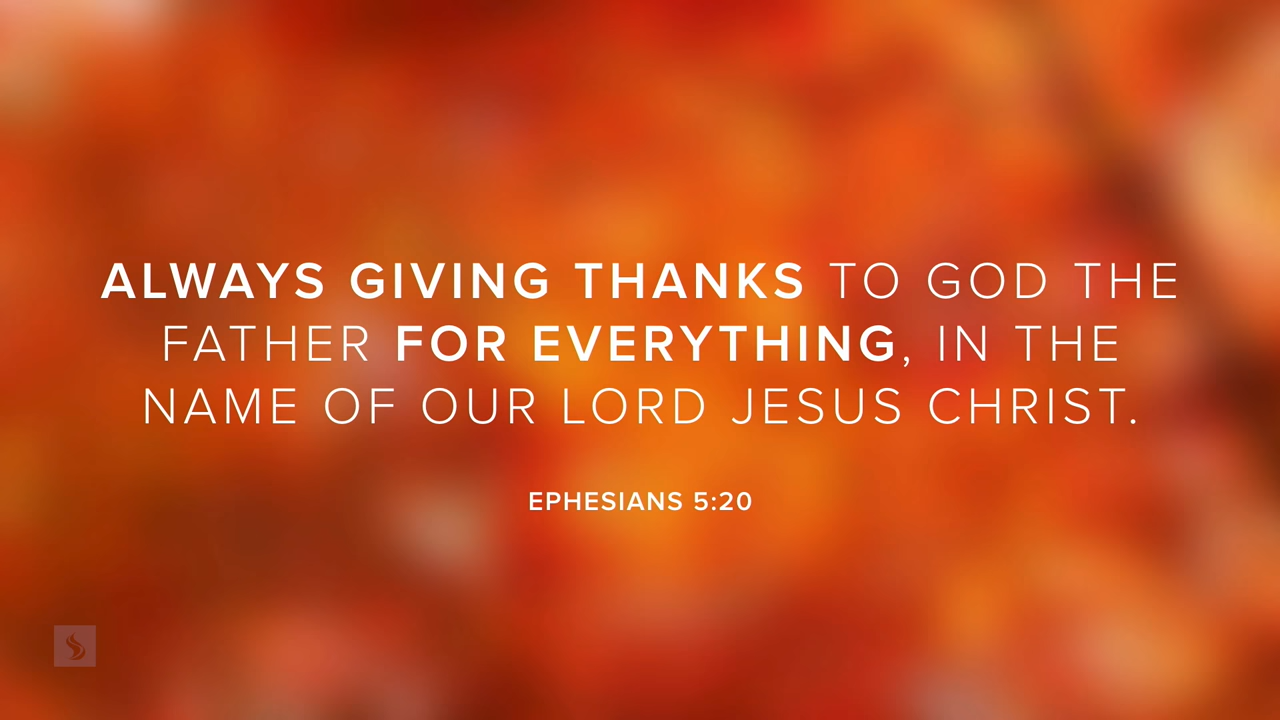 ALWAYS GIVING THANKS TO GOD THE
FATHER FOR EVERYTHING, IN THE
NAME OF OUR LORD JESUS CHRIST.
EPHESIANS 5:20